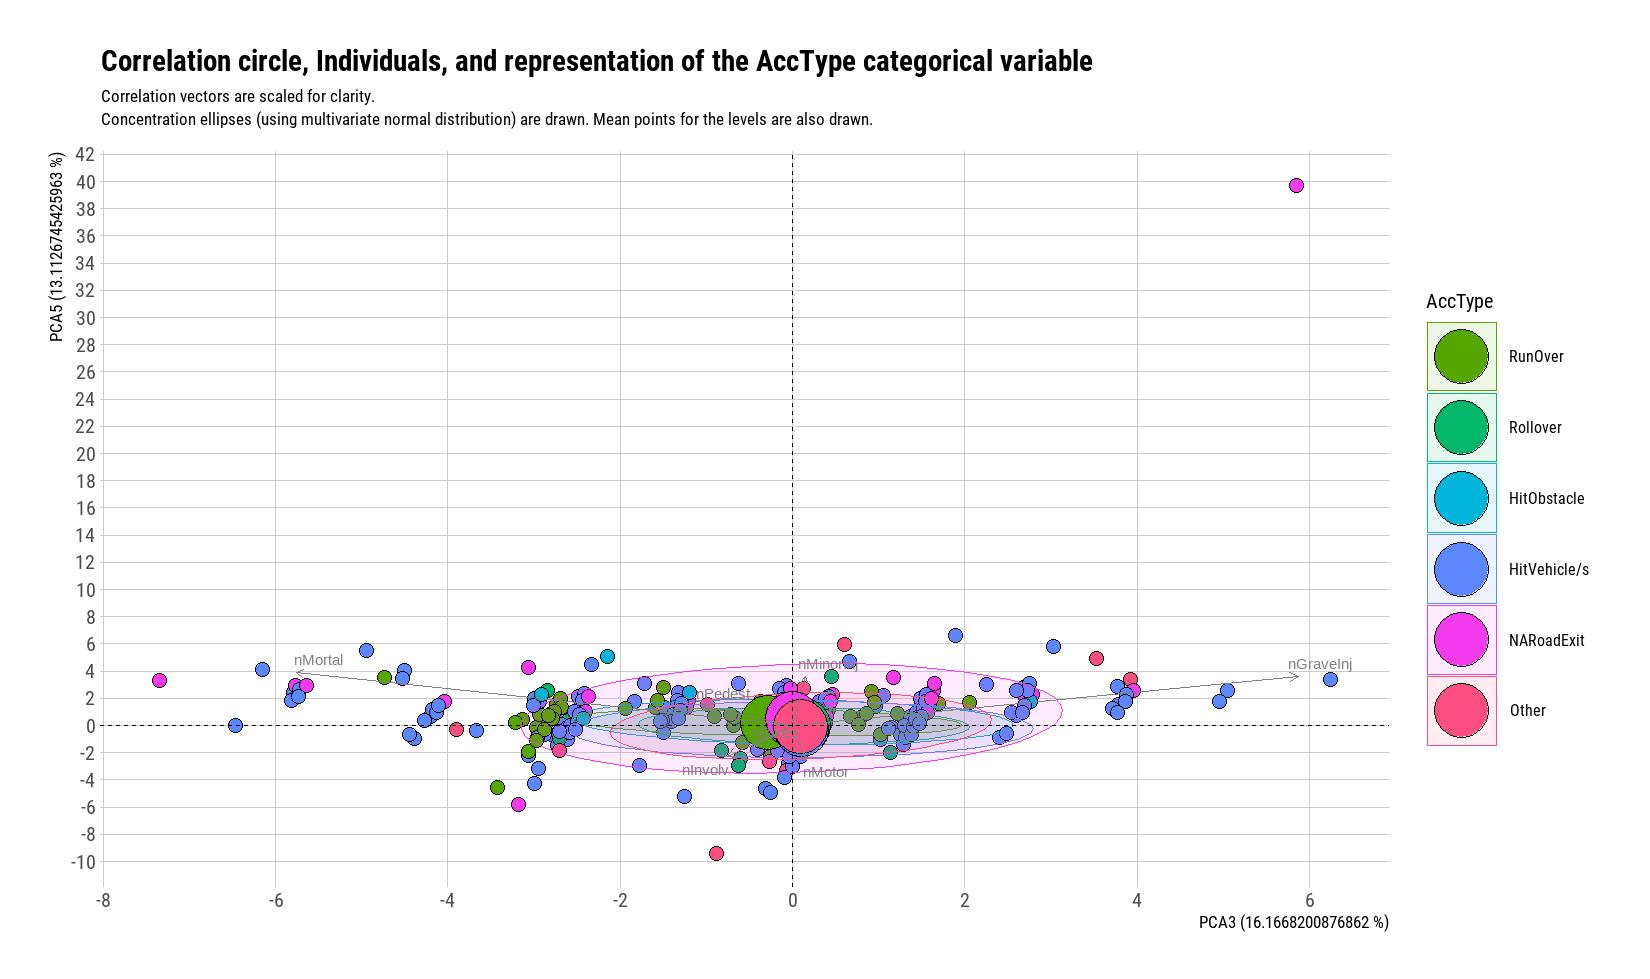 Correlation circle, Individuals, and representation of the AccType categorical variable
Correlation vectors are scaled for clarity.
Concentration ellipses (using multivariate normal distribution) are drawn. Mean points for the levels are also drawn.
PCA5 (13.1126745425963 %)
42
40
38
36
34
32
30
28
26
24
22
20
18
16
14
12
10
8
6
4
2
0
-2
-4
-6
-8
-10
nMortal
nGraveInj
nPedest
nInvolv
nMotor
-8
-6
-4
-2
0
2
4
6
PCA3 (16.1668200876862 %)
AccType
RunOver
Rollover
HitObstacle
HitVehicle/s
NARoadExit
Other